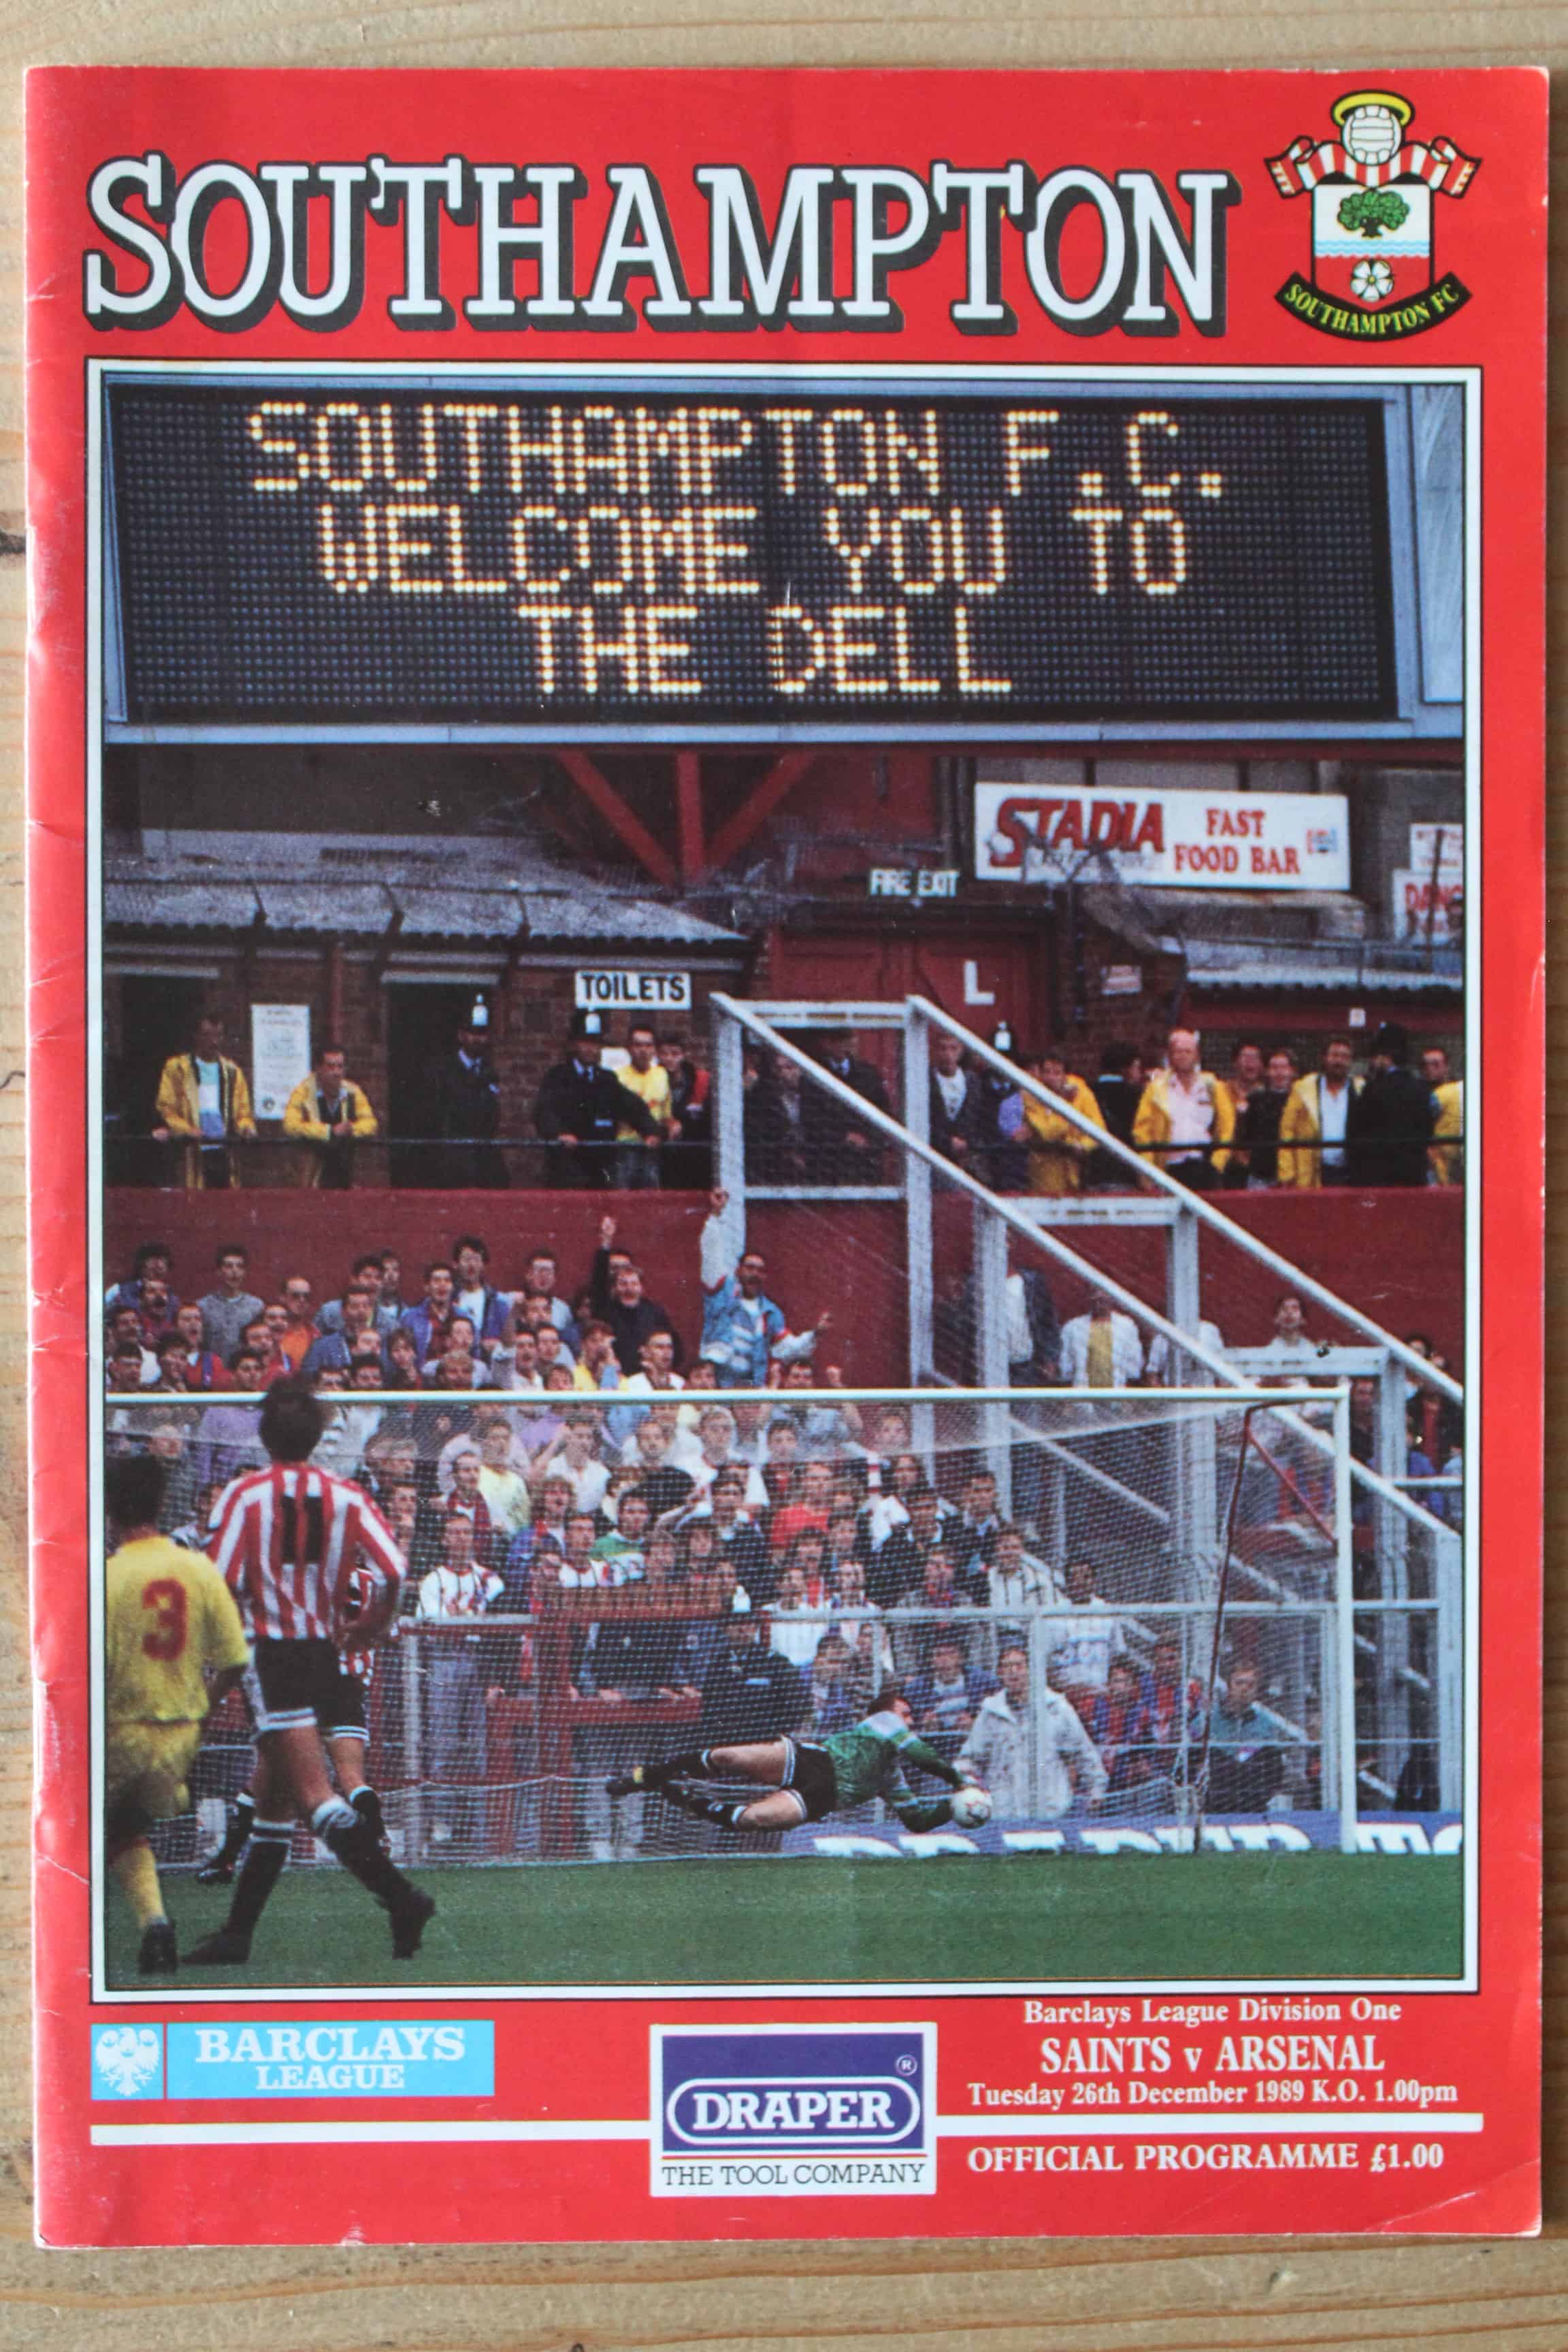 SOUTHAMPTON
SOUTHAMPTON FC
SOUTHAMPTON F.C.
WELCOME YOU TO
THE DELL
STADIA
FAST
FOOD BAR
FIRE EXIT
L
TOILETS
11
3
BARCLAYS
LEAGUE
DRAPER
®
THE TOOL COMPANY
Barclays League Division One
SAINTS v ARSENAL
Tuesday 26th December 1989 K.O. 1.00pm
OFFICIAL PROGRAMME £1.00